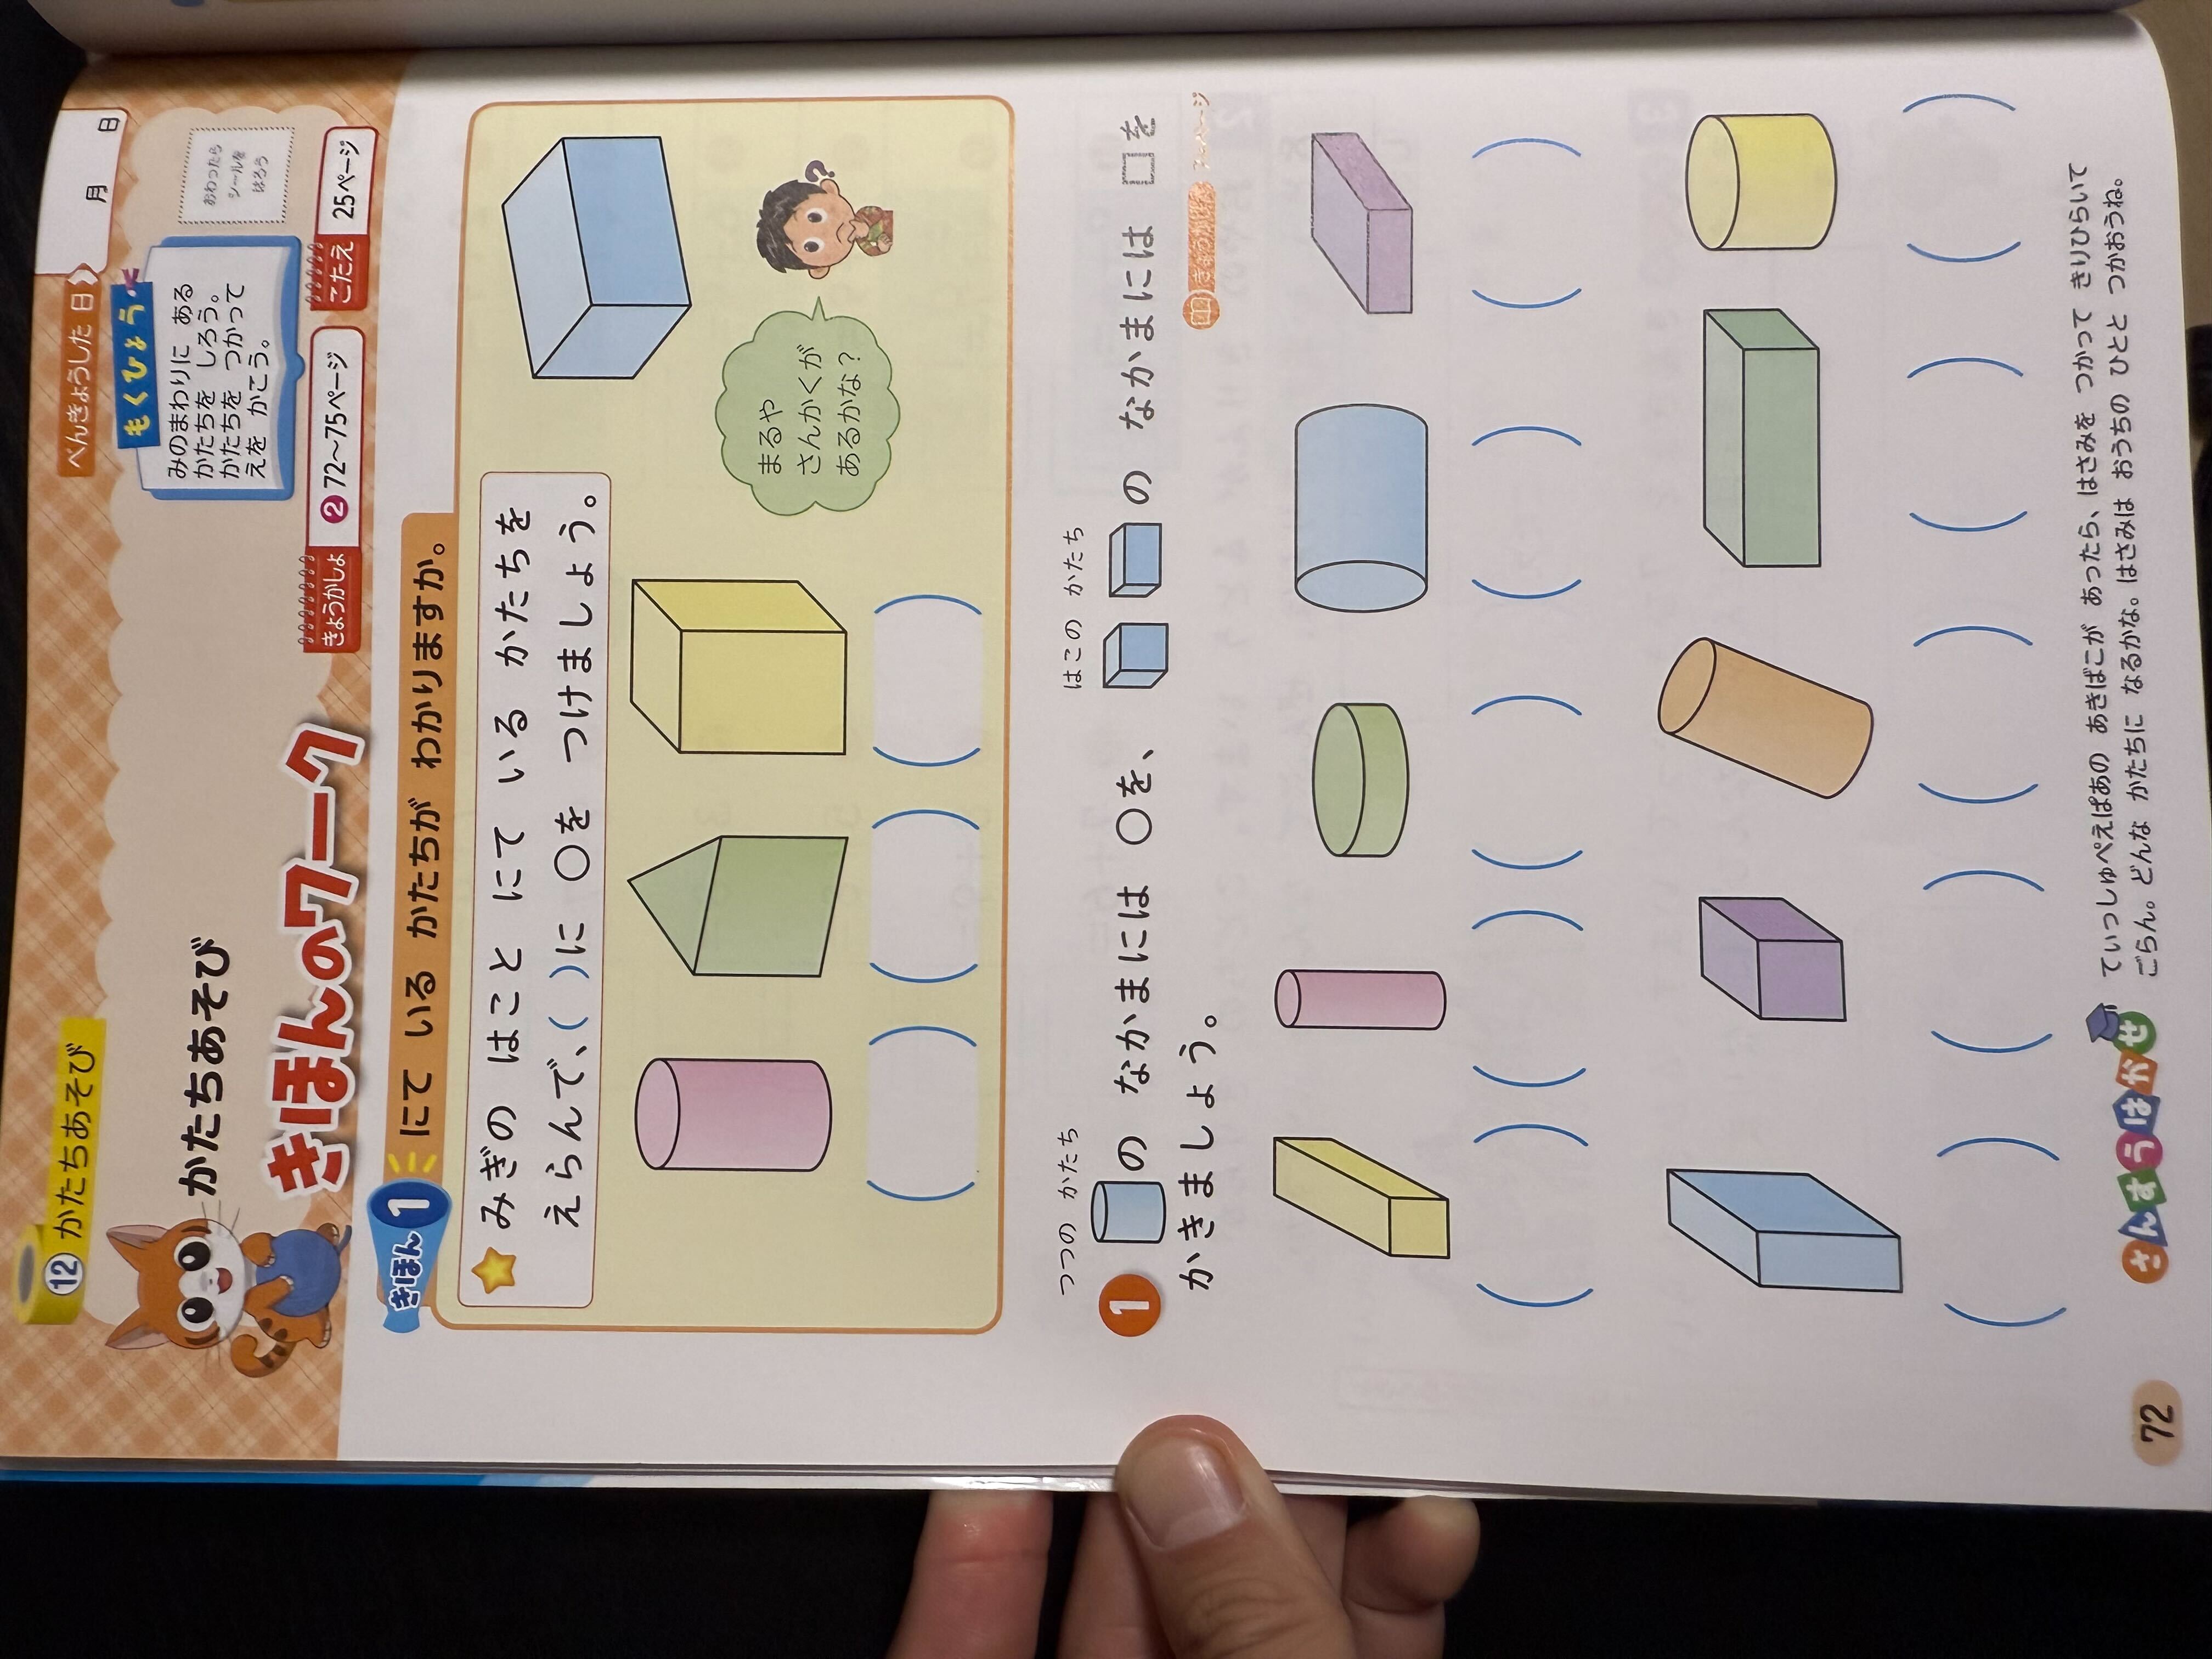 ⑫ かたちあそび
べんきょうした 日
月 日
かたちあそび
きほんのワーク
もくひょう
みのまわりに ある
かたちを しろう。
かたちを つかって
えを かこう。
おわったら
シールを
はろう
きょうかしょ ❷72〜75ページ
こたえ 25ページ
きほん 1 にて いる かたちが わかりますか。
みぎの はこと にて いる かたちを
えらんで、( )に ○を つけましょう。
まるや
さんかくが
あるかな?
?
つつの かたち はこの かたち
1 の なかまには ○を、 の なかまには □を
かきましょう。
ページ
さんすうはかせ
ていっしゅぺえぱあの あきばこが あったら、はさみを つかって きりひらいて
ごらん。どんな かたちに なるかな。はさみは おうちの ひとと つかおうね。
72